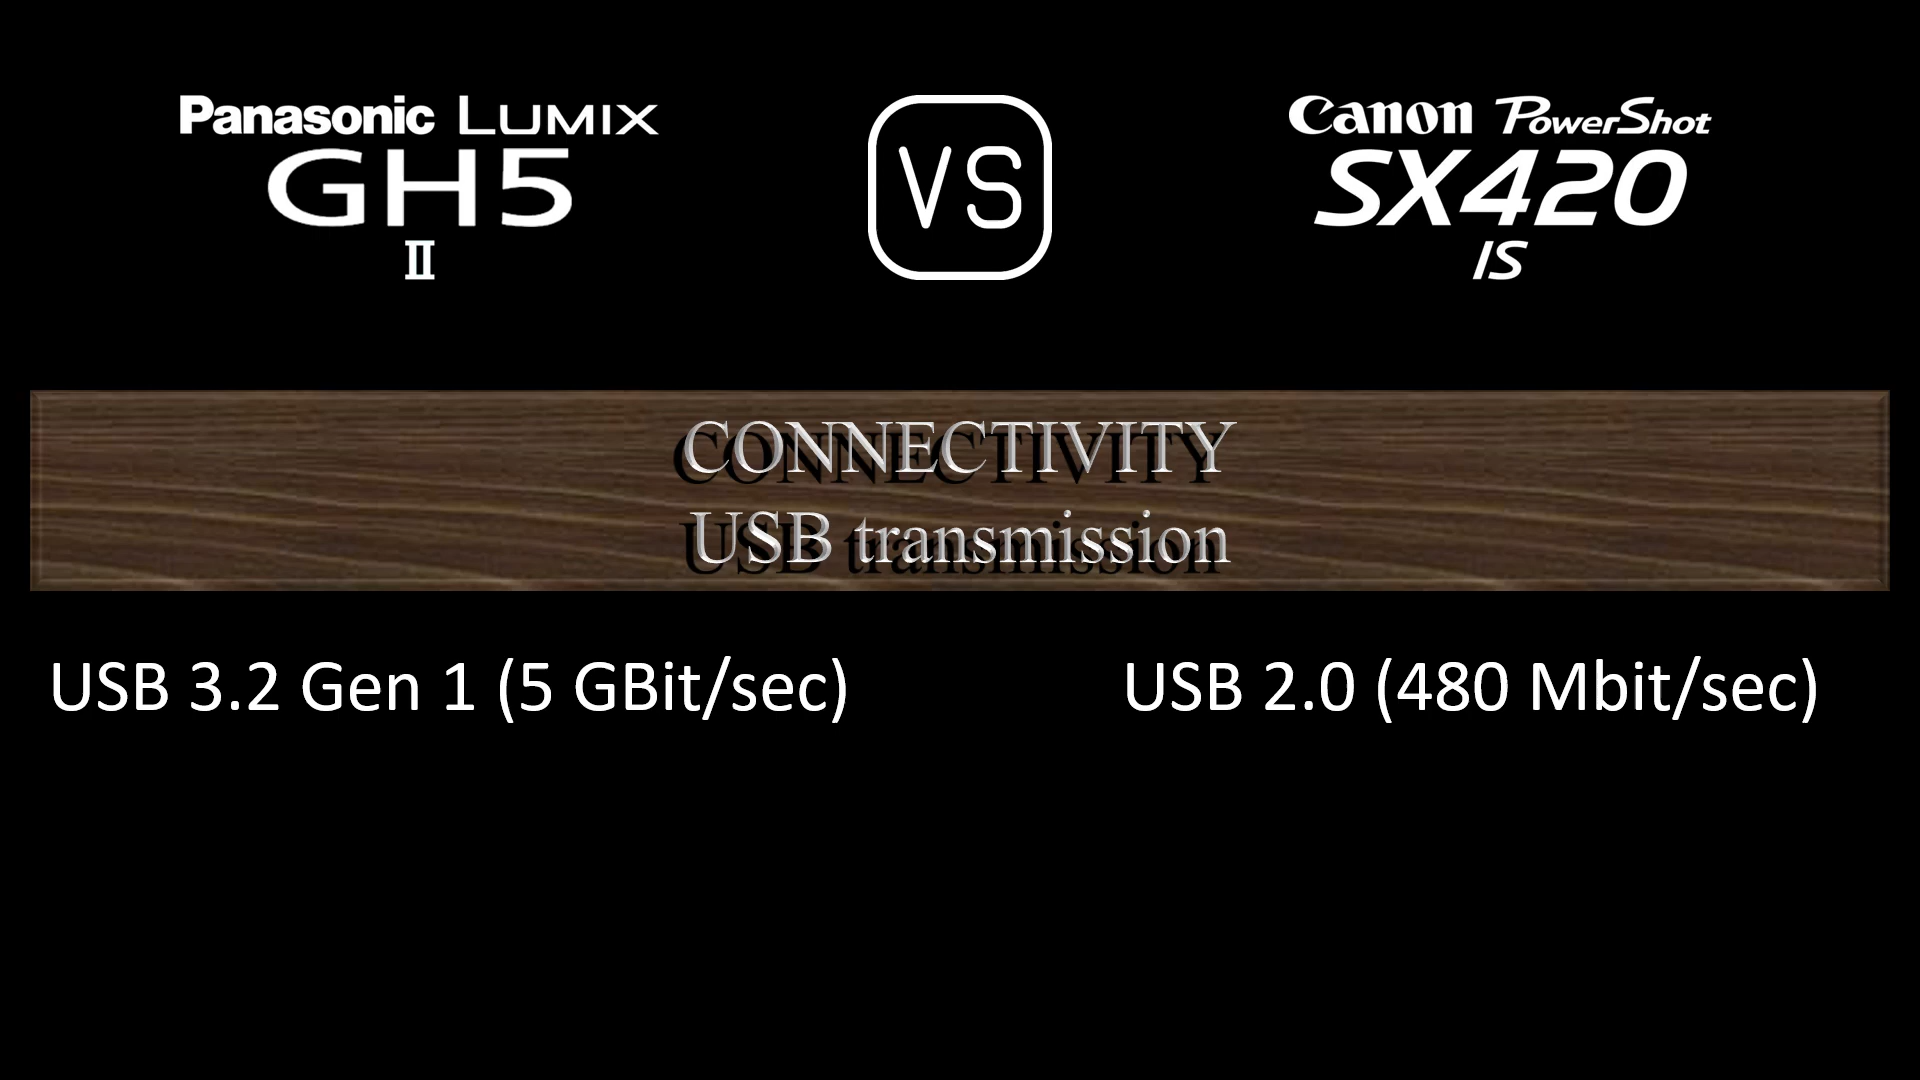 Panasonic LUMIX
GH5
II
VS
Canon PowerShot
SX420
IS
CONNECTIVITY
USB transmission
USB 3.2 Gen 1 (5 GBit/sec)
USB 2.0 (480 Mbit/sec)